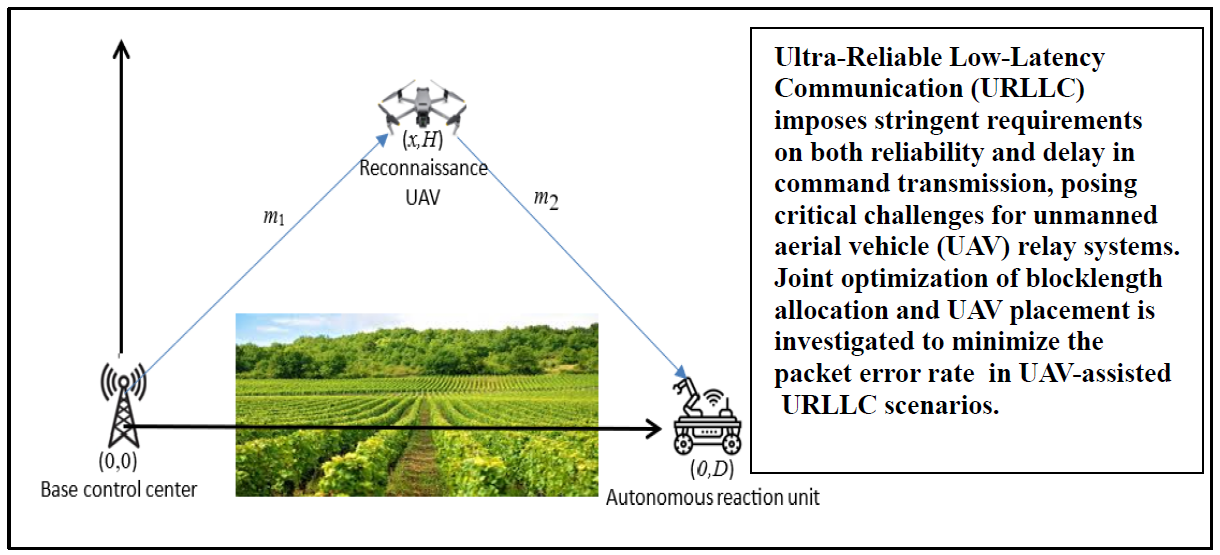 (x,H)
Reconnaissance
UAV
m1
m2
(0,0)
Base control center
(0,D)
Autonomous reaction unit
Ultra-Reliable Low-Latency
Communication (URLLC)
imposes stringent requirements
on both reliability and delay in
command transmission, posing
critical challenges for unmanned
aerial vehicle (UAV) relay systems.
Joint optimization of blocklength
allocation and UAV placement is
investigated to minimize the
packet error rate in UAV-assisted
URLLC scenarios.